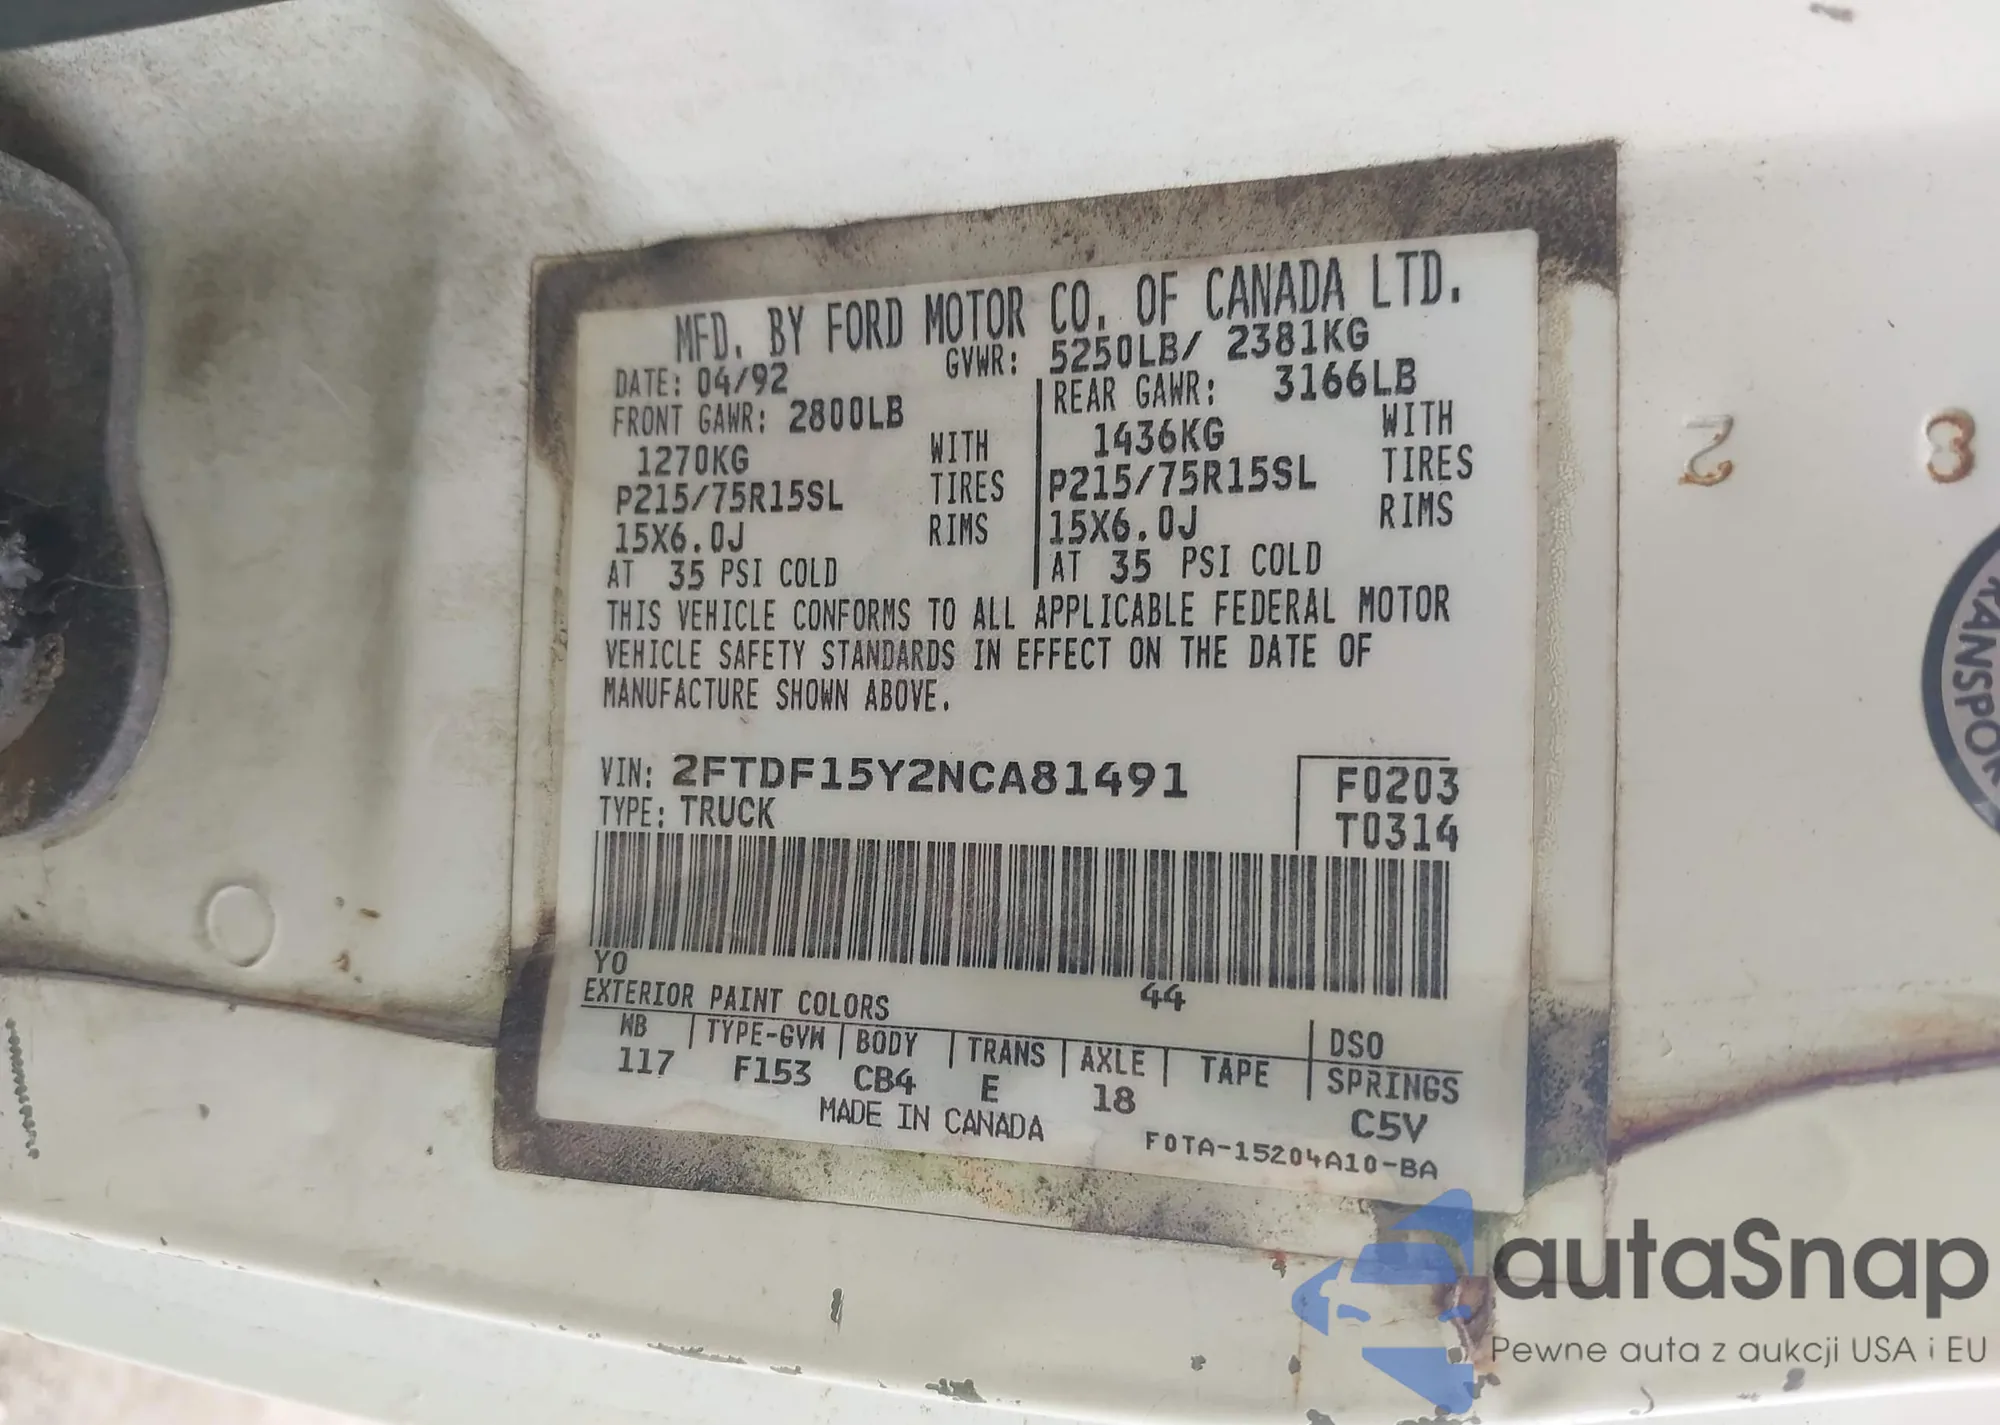 MFD. BY FORD MOTOR CO. OF CANADA LTD.
DATE: 04/92 GVWR: 5250LB/ 2381KG
FRONT GAWR: 2800LB REAR GAWR: 3166LB
1270KG WITH 1436KG WITH
P215/75R15SL TIRES P215/75R15SL TIRES
15X6.0J RIMS 15X6.0J RIMS
AT 35 PSI COLD AT 35 PSI COLD
THIS VEHICLE CONFORMS TO ALL APPLICABLE FEDERAL MOTOR
VEHICLE SAFETY STANDARDS IN EFFECT ON THE DATE OF
MANUFACTURE SHOWN ABOVE.
VIN: 2FTDF15Y2NCA81491 F0203
TYPE: TRUCK T0314
YO 44
EXTERIOR PAINT COLORS DSO
WB TYPE-GVW BODY TRANS AXLE TAPE SPRINGS
117 F153 CB4 E 18 C5V
MADE IN CANADA F0TA-15204A10-BA
2 3
RANSPO
autaSnap
Pewne auta z aukcji USA i EU